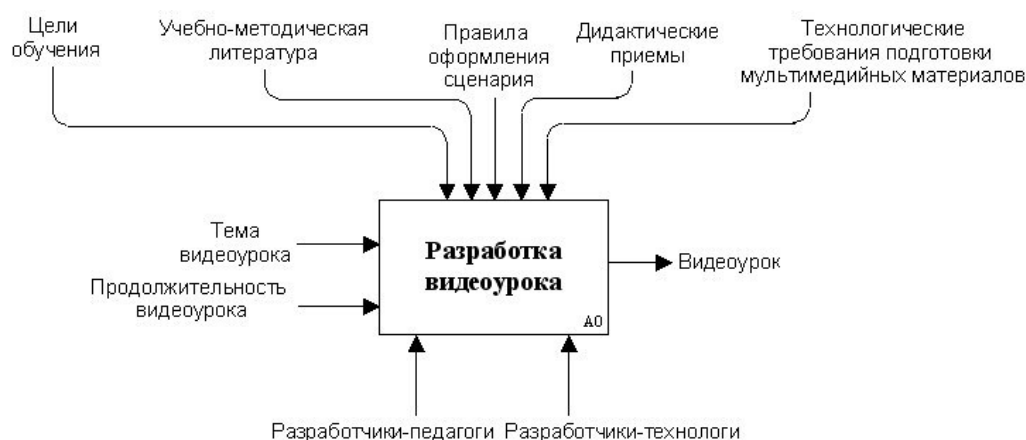 Цели
обучения
Учебно-методическая
литература
Правила
оформления
сценария
Дидактические
приемы
Технологические
требования подготовки
мультимедийных материалов
Тема
видеоурока
Продолжительность
видеоурока
Разработка
видеоурока
A0
Видеоурок
Разработчики-педагоги
Разработчики-технологи